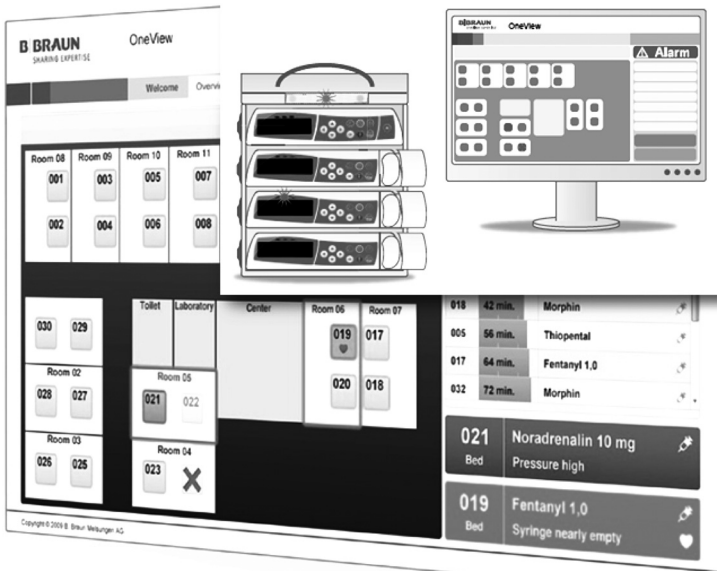 B BRAUN
SHARING EXPERTISE
OneView
Welcome
B BRAUN
OneView
Alarm
Room 08
Room 09
Room 10
Room 11
001
003
005
007
002
004
006
008
030
029
Room 02
028
027
Room 03
026
025
Toilet
Laboratory
Center
Room 06
Room 07
019
017
020
018
Room 05
021
022
Room 04
023
018 42 min. Morphin
005 56 min. Thiopental
017 64 min. Fentanyl 1,0
032 72 min. Morphin
021 Noradrenalin 10 mg
Bed Pressure high
019 Fentanyl 1,0
Bed Syringe nearly empty
Copyright © 2009 B. Braun Melsungen AG